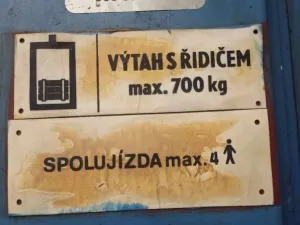 VÝTAH S ŘIDIČEM
max. 700 kg
SPOLUJÍZDA max. 4